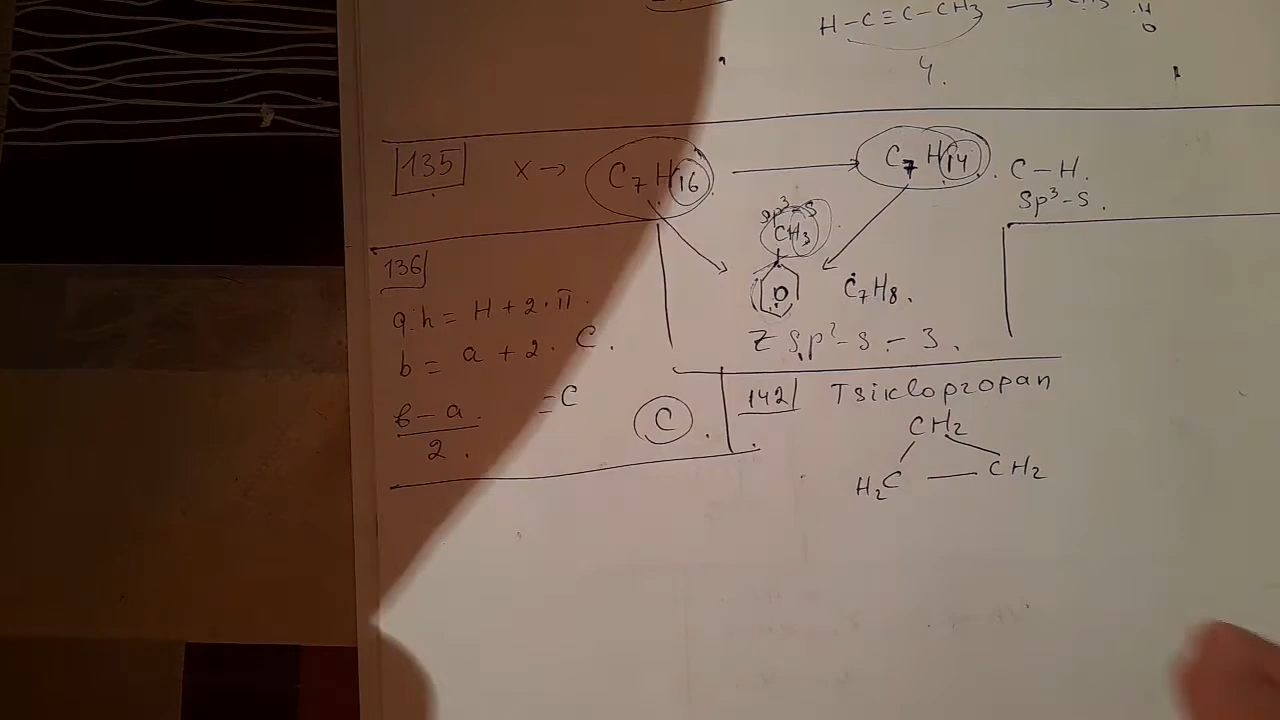 H-C≡C-CH3 →
4.
135 X → C7H16 → C7H14. C-H.
sp³-s.
sp³-s
CH3
C7H8.
Z sp²-s-3.
136
q.h = H + 2·π.
b = a + 2. C.
b-a. = C
2.
C.
142 Tsiklopropan
CH2
H2C — CH2